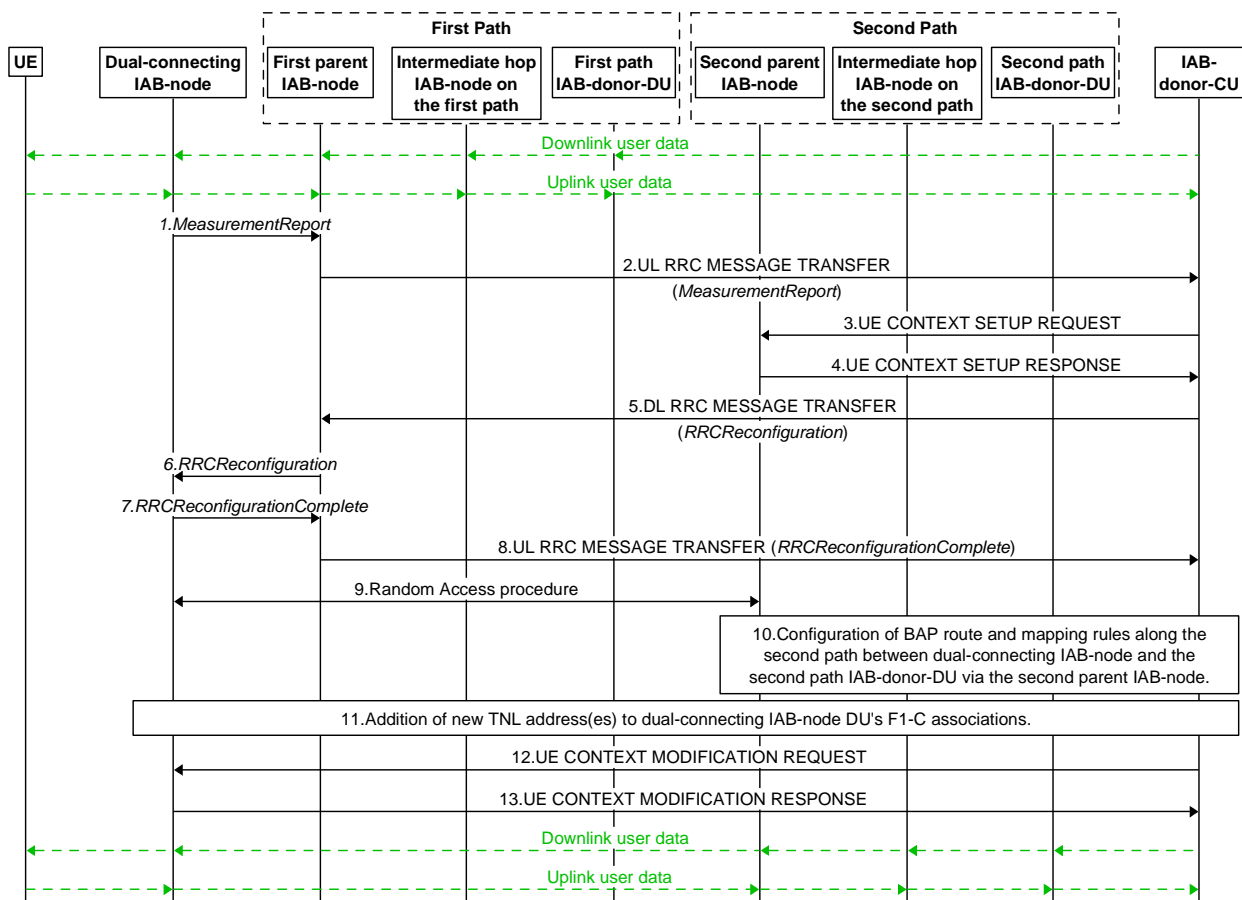 First Path
Second Path
UE
Dual-connecting
IAB-node
First parent
IAB-node
Intermediate hop
IAB-node on
the first path
First path
IAB-donor-DU
Second parent
IAB-node
Intermediate hop
IAB-node on
the second path
Second path
IAB-donor-DU
IAB-
donor-CU
Downlink user data
Uplink user data
1.MeasurementReport
2.UL RRC MESSAGE TRANSFER
(MeasurementReport)
3.UE CONTEXT SETUP REQUEST
4.UE CONTEXT SETUP RESPONSE
5.DL RRC MESSAGE TRANSFER
(RRCReconfiguration)
6.RRCReconfiguration
7.RRCReconfigurationComplete
8.UL RRC MESSAGE TRANSFER (RRCReconfigurationComplete)
9.Random Access procedure
10.Configuration of BAP route and mapping rules along the
second path between dual-connecting IAB-node and the
second path IAB-donor-DU via the second parent IAB-node.
11.Addition of new TNL address(es) to dual-connecting IAB-node DU's F1-C associations.
12.UE CONTEXT MODIFICATION REQUEST
13.UE CONTEXT MODIFICATION RESPONSE
Downlink user data
Uplink user data